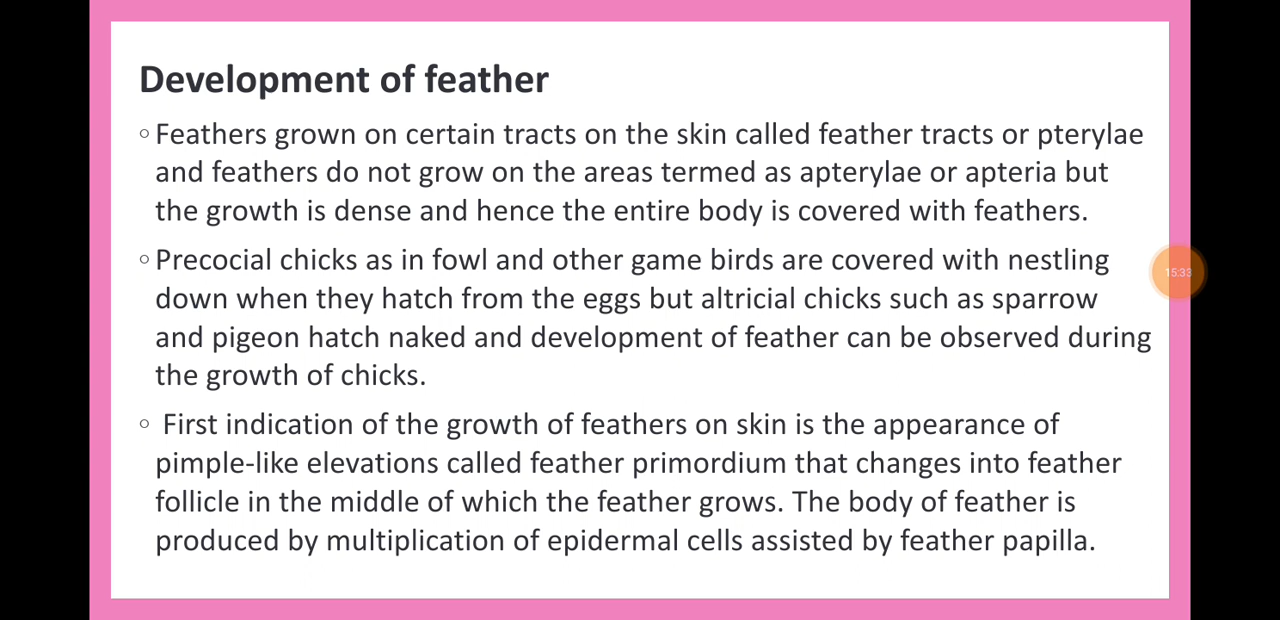 Development of feather
◦ Feathers grown on certain tracts on the skin called feather tracts or pterylae
and feathers do not grow on the areas termed as apterylae or apteria but
the growth is dense and hence the entire body is covered with feathers.
◦ Precocial chicks as in fowl and other game birds are covered with nestling
down when they hatch from the eggs but altricial chicks such as sparrow
and pigeon hatch naked and development of feather can be observed during
the growth of chicks.
◦ First indication of the growth of feathers on skin is the appearance of
pimple-like elevations called feather primordium that changes into feather
follicle in the middle of which the feather grows. The body of feather is
produced by multiplication of epidermal cells assisted by feather papilla.
15:33